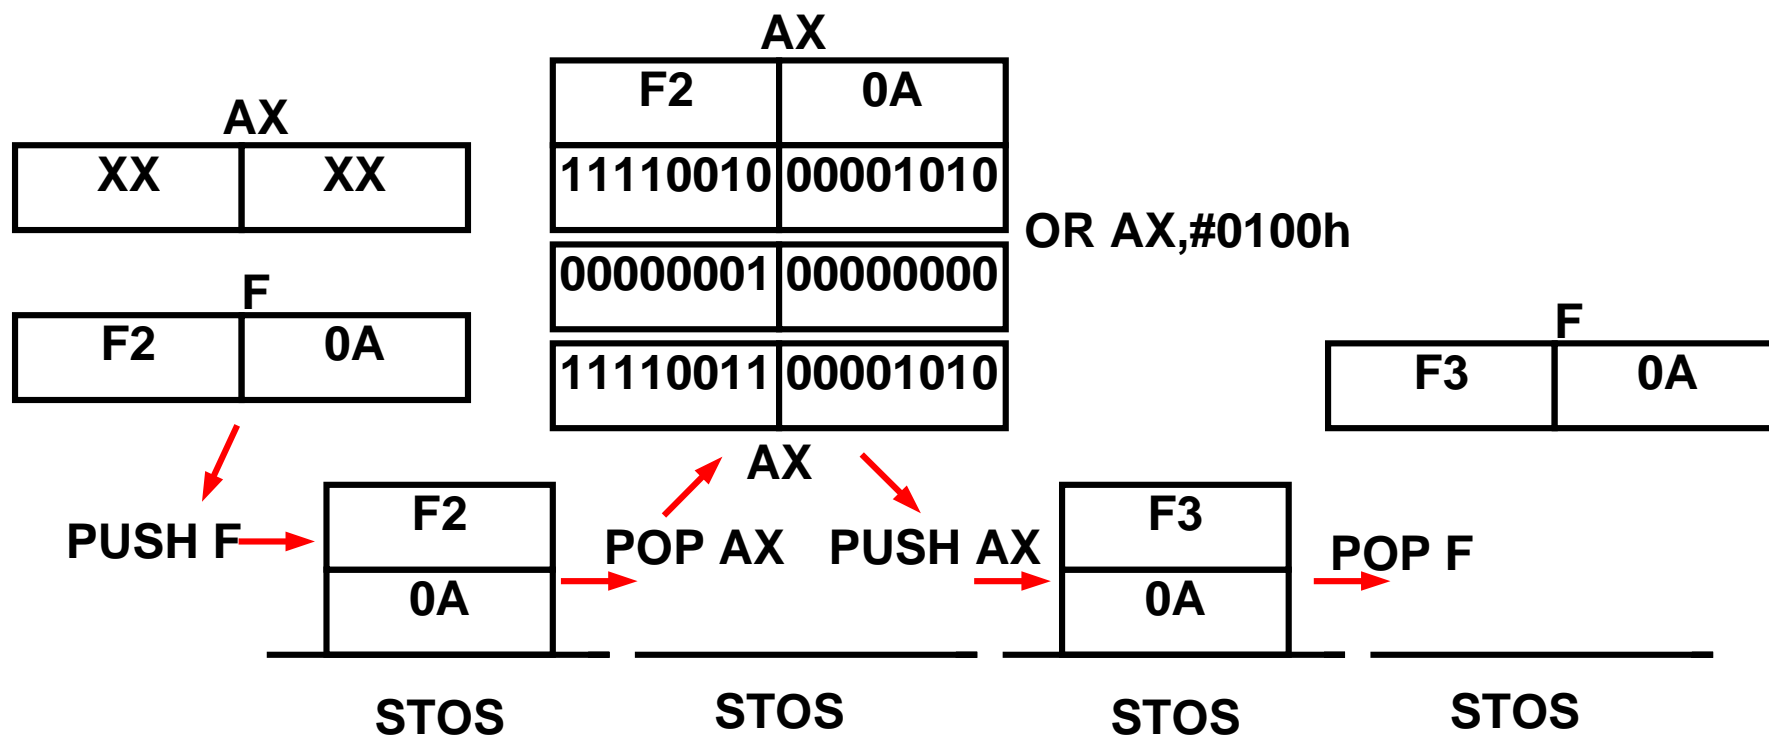 AX
XX XX
F
F2 0A
PUSH F
F2
0A
STOS
AX
F2 0A
11110010 00001010
00000001 00000000
11110011 00001010
OR AX,#0100h
AX
POP AX
STOS
PUSH AX
F3
0A
STOS
F
F3 0A
POP F
STOS